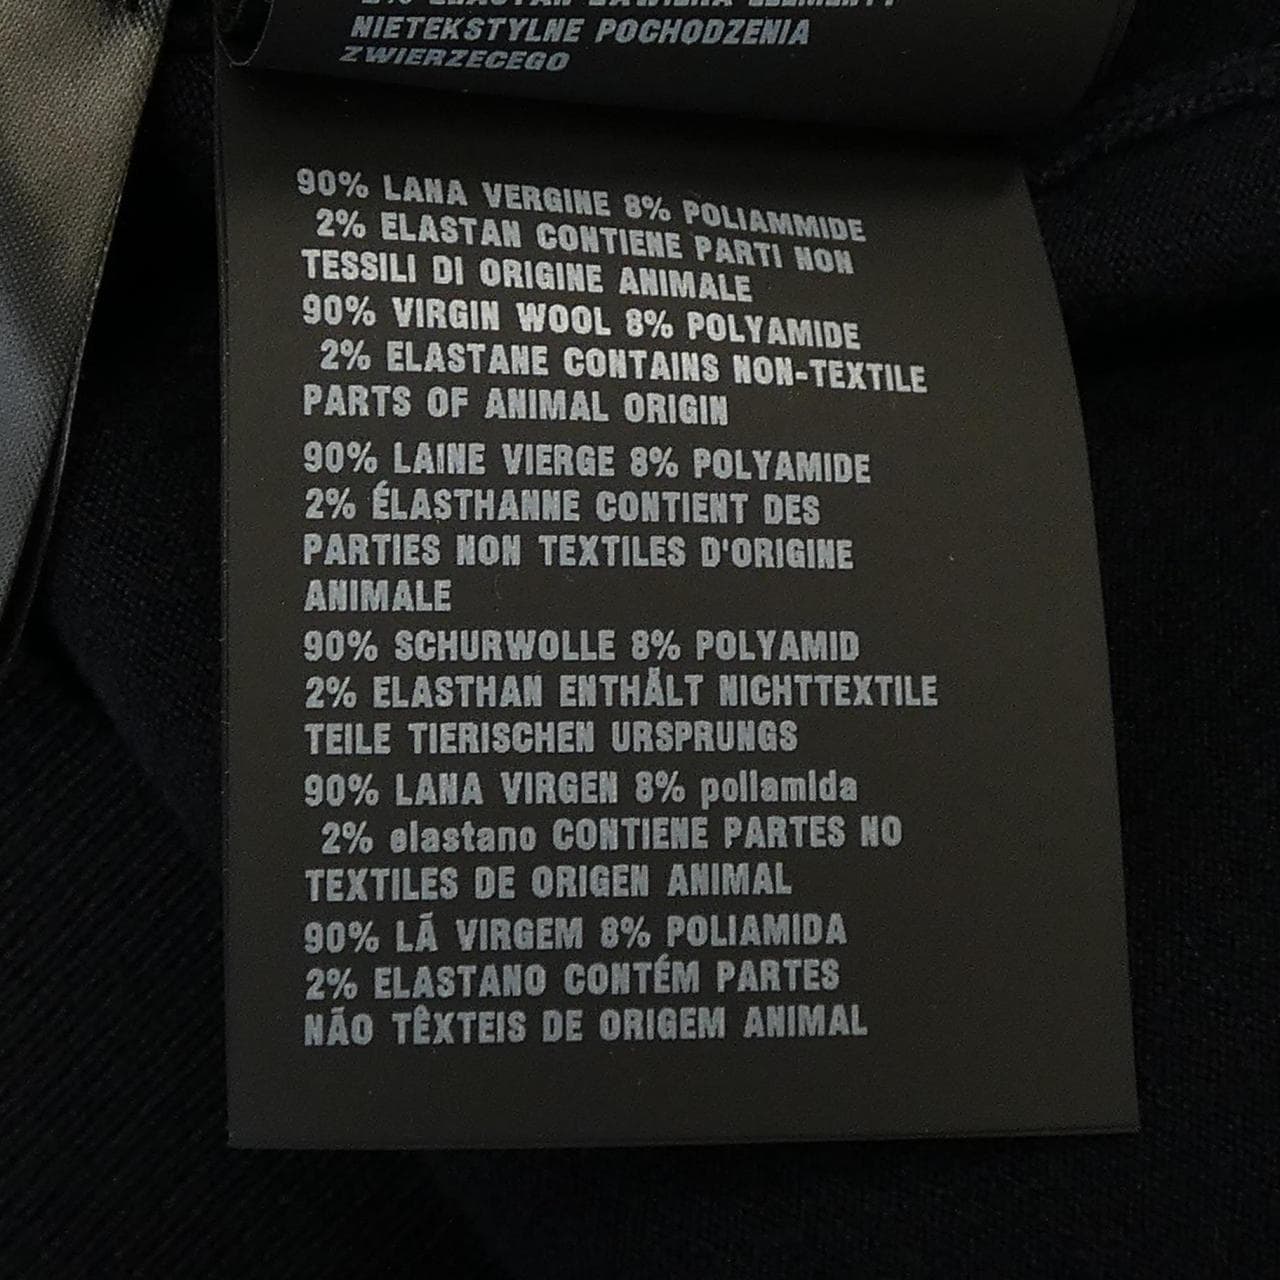 2% ELASTAN ZAWIERA ELEMENTY
NIETEKSTYLNE POCHODZENIA
ZWIERZECEGO
90% LANA VERGINE 8% POLIAMMIDE
2% ELASTAN CONTIENE PARTI NON
TESSILI DI ORIGINE ANIMALE
90% VIRGIN WOOL 8% POLYAMIDE
2% ELASTANE CONTAINS NON-TEXTILE
PARTS OF ANIMAL ORIGIN
90% LAINE VIERGE 8% POLYAMIDE
2% ÉLASTHANNE CONTIENT DES
PARTIES NON TEXTILES D'ORIGINE
ANIMALE
90% SCHURWOLLE 8% POLYAMID
2% ELASTHAN ENTHÄLT NICHTTEXTILE
TEILE TIERISCHEN URSPRUNGS
90% LANA VIRGEN 8% poliamida
2% elastano CONTIENE PARTES NO
TEXTILES DE ORIGEN ANIMAL
90% LÃ VIRGEM 8% POLIAMIDA
2% ELASTANO CONTÉM PARTES
NÃO TÊXTEIS DE ORIGEM ANIMAL